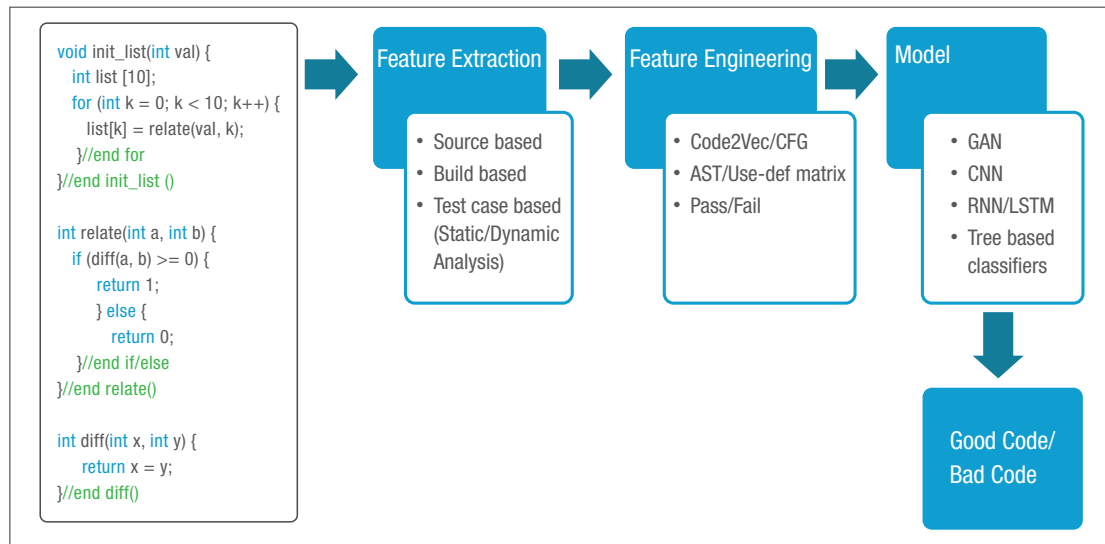 void init_list(int val) {
int list [10];
for (int k = 0; k < 10; k++) {
list[k] = relate(val, k);
}//end for
}//end init_list ()
int relate(int a, int b) {
if (diff(a, b) >= 0) {
return 1;
} else {
return 0;
}//end if/else
}//end relate()
int diff(int x, int y) {
return x = y;
}//end diff()
Feature Extraction
• Source based
• Build based
• Test case based
(Static/Dynamic
Analysis)
Feature Engineering
• Code2Vec/CFG
• AST/Use-def matrix
• Pass/Fail
Model
• GAN
• CNN
• RNN/LSTM
• Tree based
classifiers
Good Code/
Bad Code